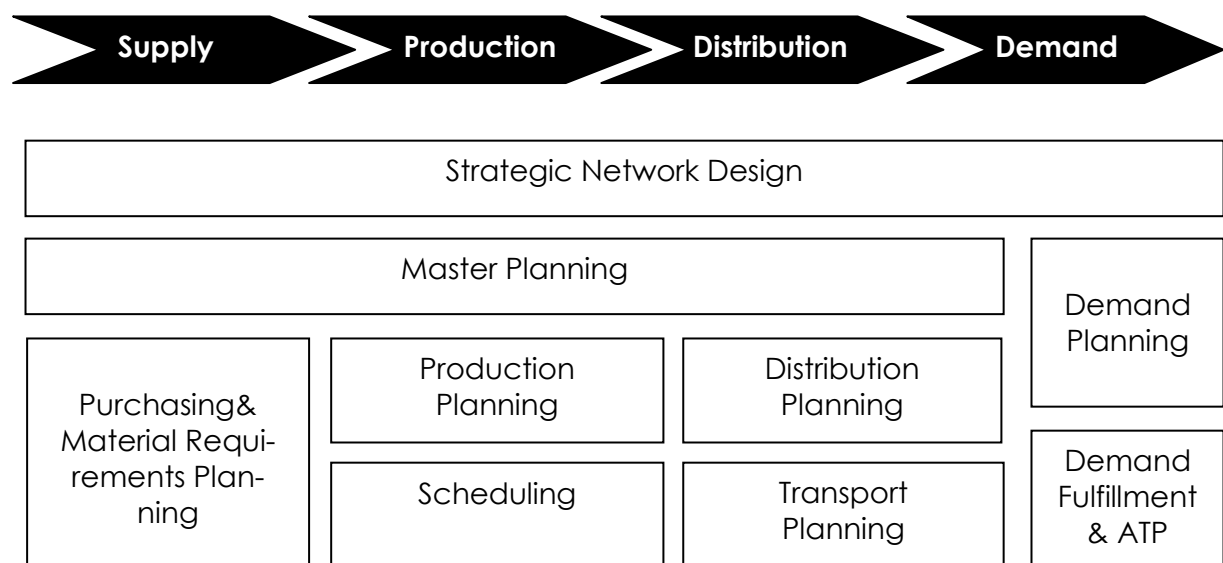 Supply
Production
Distribution
Demand
Strategic Network Design
Master Planning
Demand
Planning
Purchasing&
Material Requi-
rements Plan-
ning
Production
Planning
Distribution
Planning
Scheduling
Transport
Planning
Demand
Fulfillment
& ATP